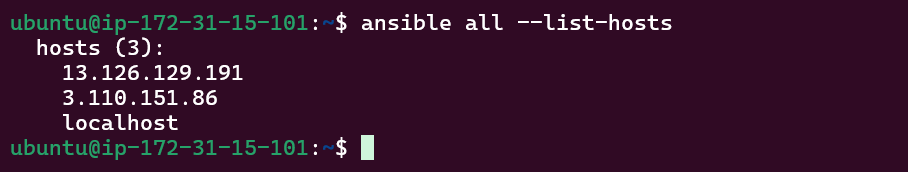 ubuntu@ip-172-31-15-101:~$ ansible all --list-hosts
hosts (3):
13.126.129.191
3.110.151.86
localhost
ubuntu@ip-172-31-15-101:~$